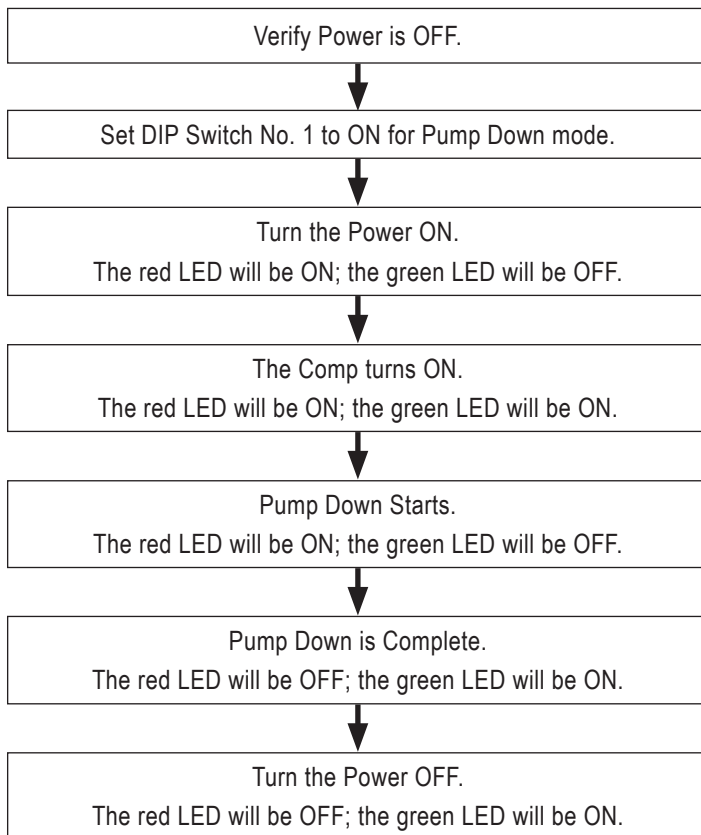 Verify Power is OFF.
Set DIP Switch No. 1 to ON for Pump Down mode.
Turn the Power ON.
The red LED will be ON; the green LED will be OFF.
The Comp turns ON.
The red LED will be ON; the green LED will be ON.
Pump Down Starts.
The red LED will be ON; the green LED will be OFF.
Pump Down is Complete.
The red LED will be OFF; the green LED will be ON.
Turn the Power OFF.
The red LED will be OFF; the green LED will be ON.